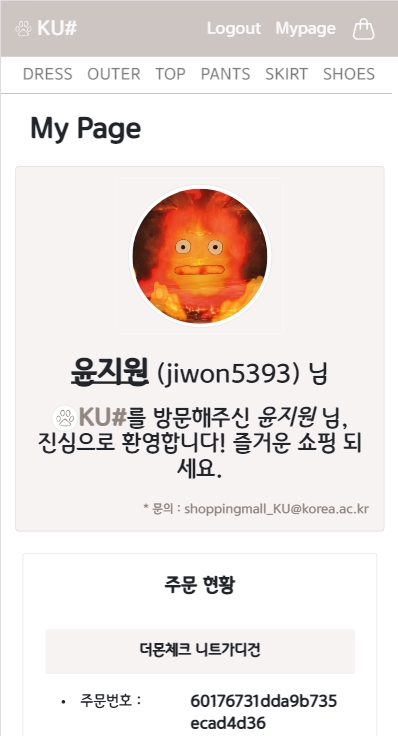 KU#
Logout Mypage
DRESS OUTER TOP PANTS SKIRT SHOES
My Page
윤지원 (jiwon5393) 님
KU#를 방문해주신 윤지원 님,
진심으로 환영합니다! 즐거운 쇼핑 되
세요.
* 문의 : shoppingmall_KU@korea.ac.kr
주문 현황
더몬체크 니트가디건
• 주문번호 : 60176731dda9b735
ecad4d36